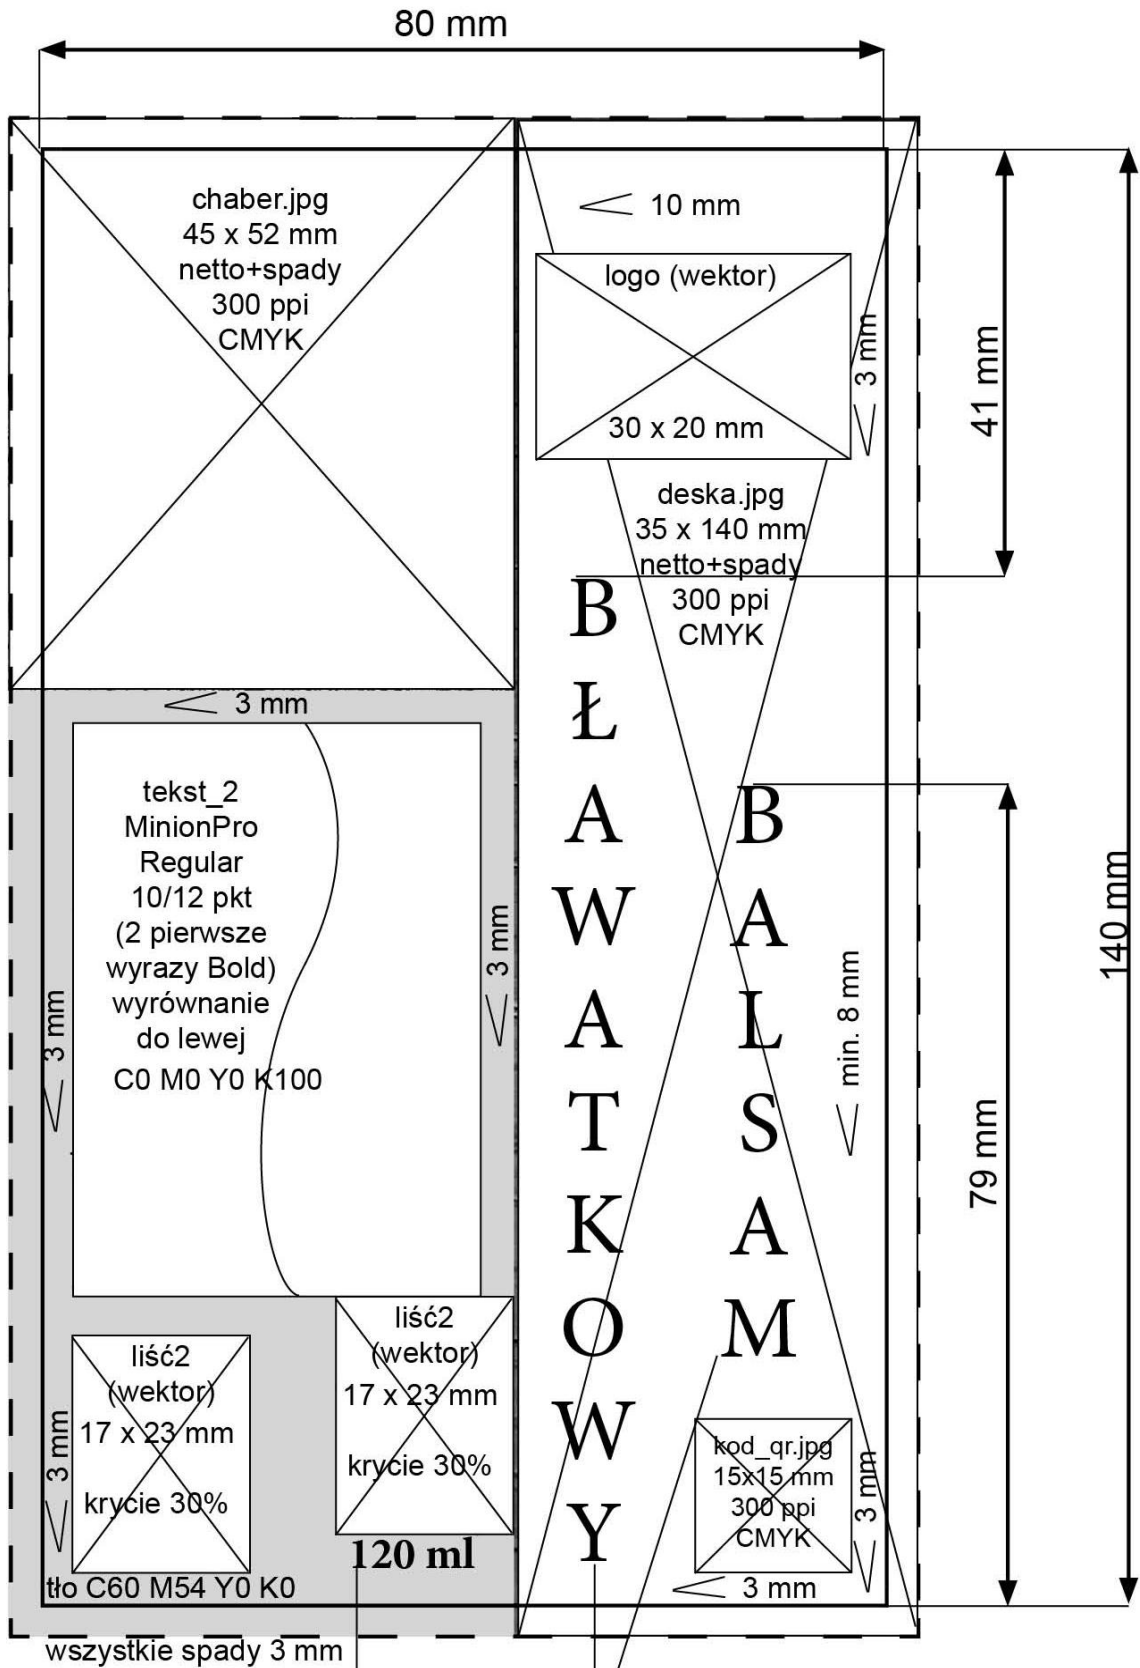 80 mm
chaber.jpg
45 x 52 mm
netto+spady
300 ppi
CMYK
10 mm
logo (wektor)
30 x 20 mm
3 mm
41 mm
deska.jpg
35 x 140 mm
netto+spady
300 ppi
CMYK
140 mm
3 mm
tekst_2
MinionPro
Regular
10/12 pkt
(2 pierwsze
wyrazy Bold)
wyrównanie
do lewej
C0 M0 Y0 K100
3 mm
3 mm
BŁAWATKOWY
BALSAM
min. 8 mm
79 mm
liść2
(wektor)
17 x 23 mm
krycie 30%
3 mm
liść2
(wektor)
17 x 23 mm
krycie 30%
120 ml
kod_qr.jpg
15x15 mm
300 ppi
CMYK
3 mm
3 mm
tło C60 M54 Y0 K0
wszystkie spady 3 mm